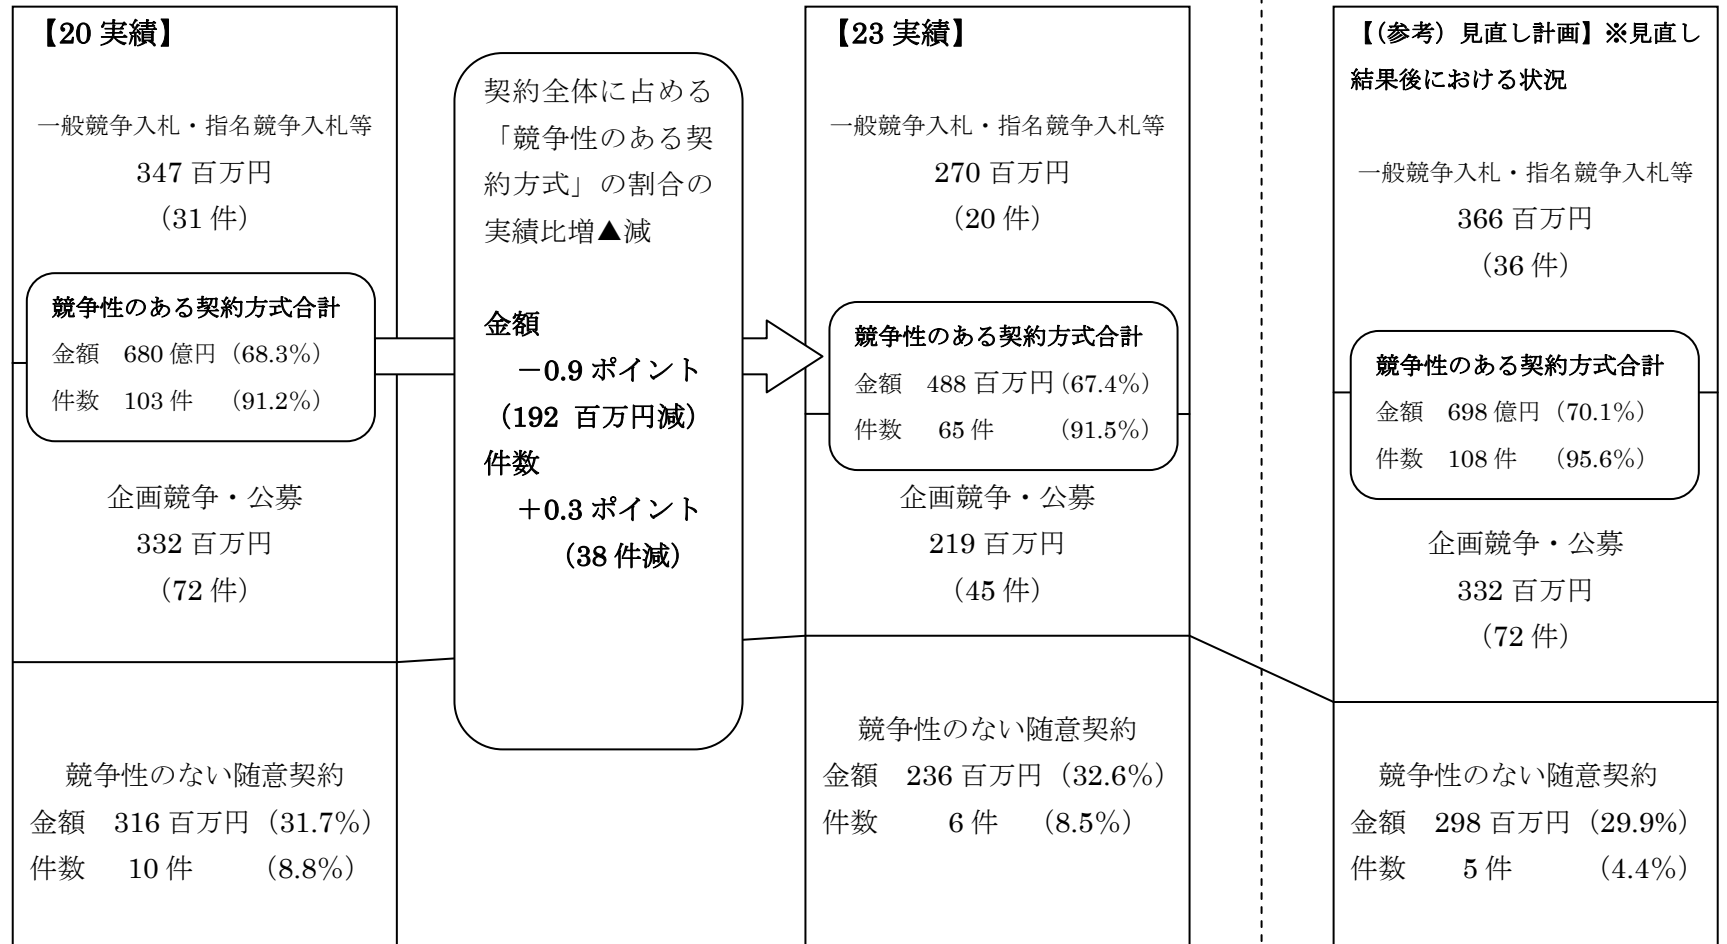 【20 実績】
一般競争入札・指名競争入札等
347 百万円
（31 件）
競争性のある契約方式合計
金額 680 億円（68.3%）
件数 103 件 （91.2%）
企画競争・公募
332 百万円
（72 件）
競争性のない随意契約
金額 316 百万円（31.7%）
件数 10 件 （8.8%）
契約全体に占める
「競争性のある契
約方式」の割合の
実績比増▲減
金額
－0.9 ポイント
（192 百万円減）
件数
＋0.3 ポイント
（38 件減）
【23 実績】
一般競争入札・指名競争入札等
270 百万円
（20 件）
競争性のある契約方式合計
金額 488 百万円（67.4%）
件数 65 件 （91.5%）
企画競争・公募
219 百万円
（45 件）
競争性のない随意契約
金額 236 百万円（32.6%）
件数 6 件 （8.5%）
【（参考）見直し計画】※見直し
結果後における状況
一般競争入札・指名競争入札等
366 百万円
（36 件）
競争性のある契約方式合計
金額 698 億円（70.1%）
件数 108 件 （95.6%）
企画競争・公募
332 百万円
（72 件）
競争性のない随意契約
金額 298 百万円（29.9%）
件数 5 件 （4.4%）